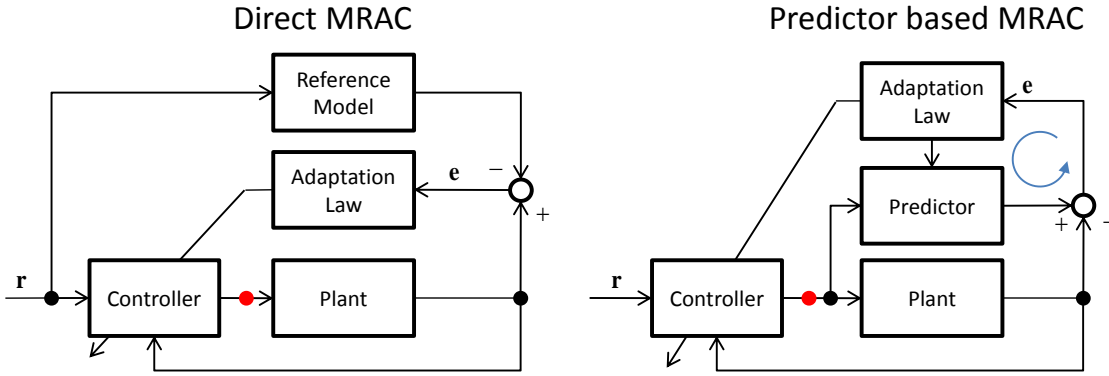 Direct MRAC
Reference
Model
Adaptation
Law
e
−
+
r
Controller
Plant
Predictor based MRAC
Adaptation
Law
e
Predictor
+
−
r
Controller
Plant